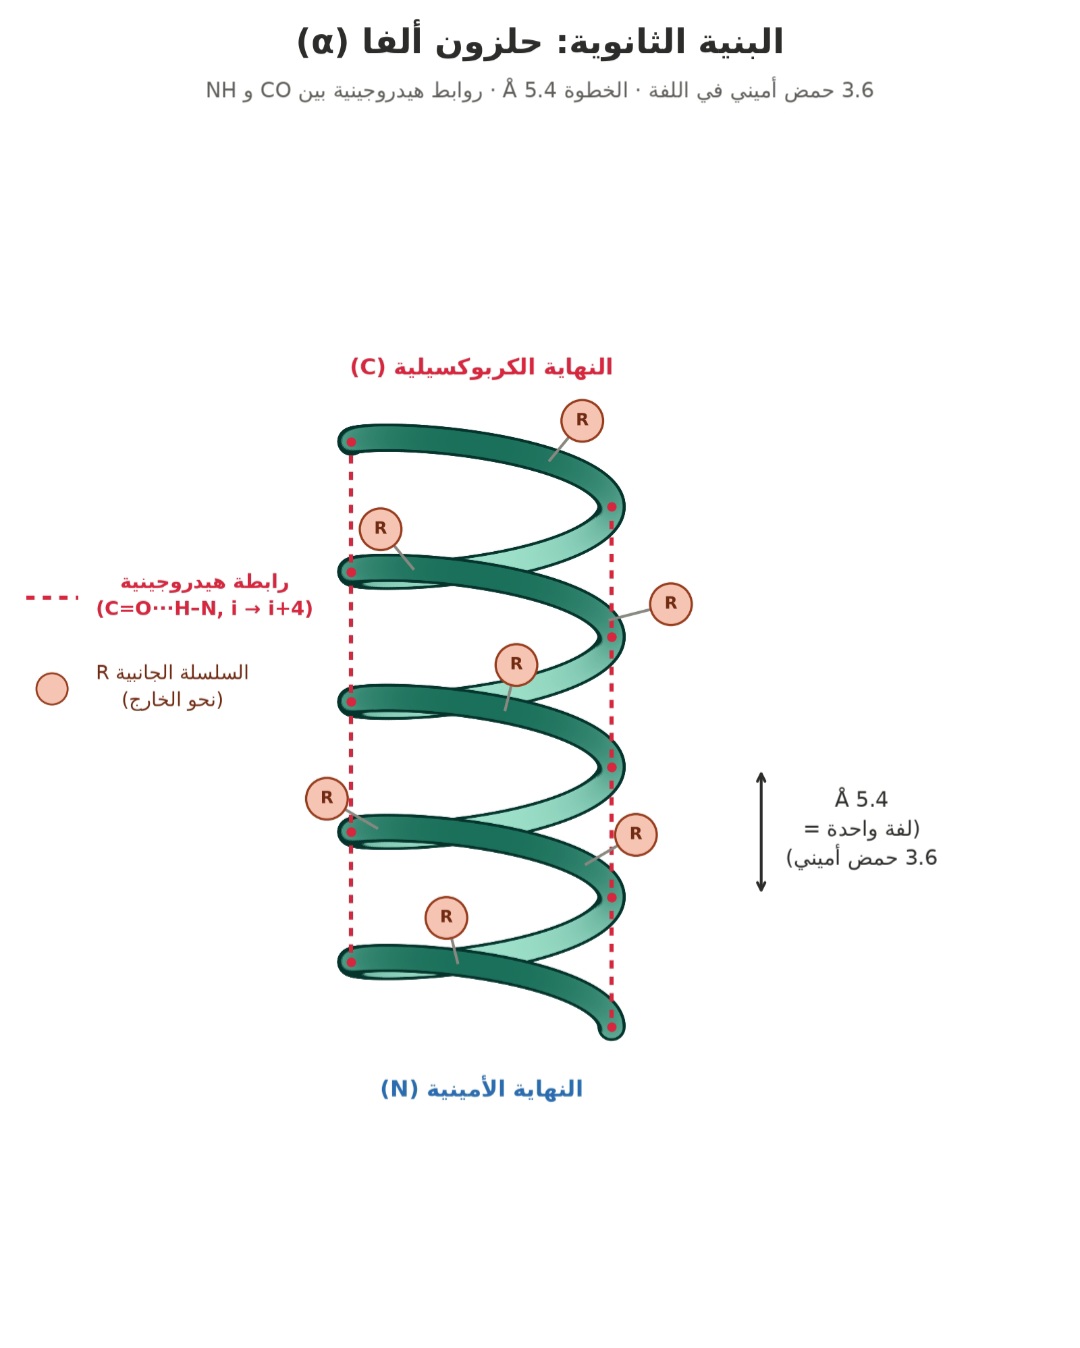 البنية الثانوية: حلزون ألفا (α)
3.6 حمض أميني في اللفة · الخطوة 5.4 Å · روابط هيدروجينية بين CO و NH
النهاية الكربوكسيلية (C)
R
R
رابطة هيدروجينية
(C=O···H–N, i → i+4)
R
R
السلسلة الجانبية R
(نحو الخارج)
R
R
5.4 Å
(لفة واحدة =
3.6 حمض أميني)
R
النهاية الأمينية (N)